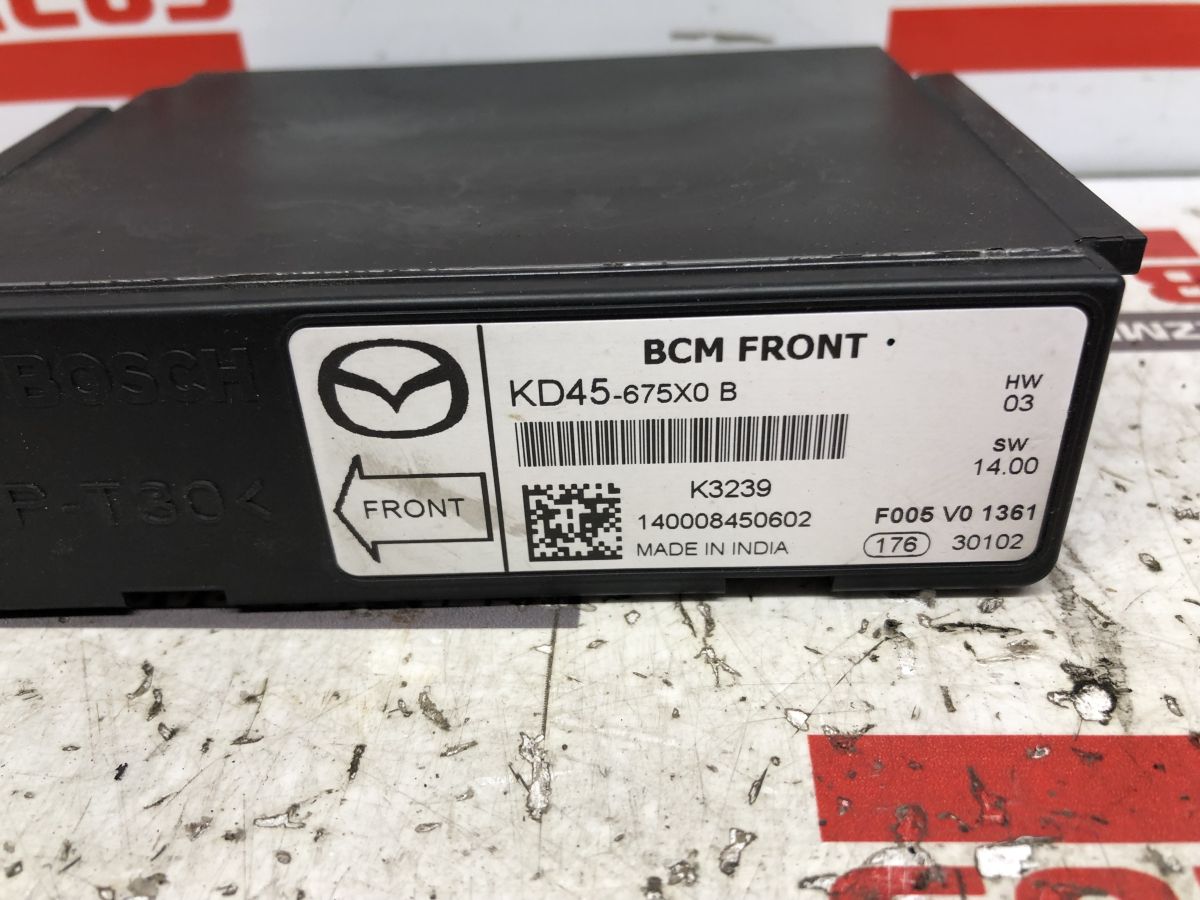 BOSCH
P-T30<
BCM FRONT
KD45-675X0 B
HW
03
SW
14.00
K3239
140008450602
MADE IN INDIA
F005 V0 1361
176 30102
FRONT